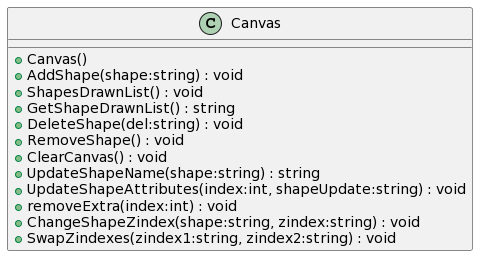 C Canvas
Canvas()
AddShape(shape:string) : void
ShapesDrawnList() : void
GetShapeDrawnList() : string
DeleteShape(del:string) : void
RemoveShape() : void
ClearCanvas() : void
UpdateShapeName(shape:string) : string
UpdateShapeAttributes(index:int, shapeUpdate:string) : void
removeExtra(index:int) : void
ChangeShapeZindex(shape:string, zindex:string) : void
SwapZindexes(zindex1:string, zindex2:string) : void